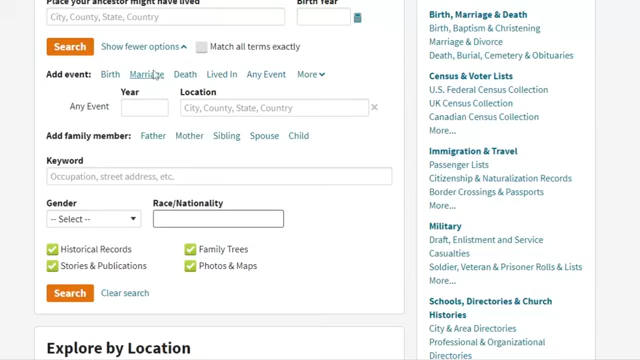 Place your ancestor might have lived
Birth Year
City, County, State, Country
Search
Show fewer options
Match all terms exactly
Add event:
Birth
Marriage
Death
Lived In
Any Event
More
Year
Location
Any Event
City, County, State, Country
Add family member:
Father
Mother
Sibling
Spouse
Child
Keyword
Occupation, street address, etc.
Gender
Race/Nationality
-- Select --
Historical Records
Family Trees
Stories & Publications
Photos & Maps
Search
Clear search
Explore by Location
Birth, Marriage & Death
Birth, Baptism & Christening
Marriage & Divorce
Death, Burial, Cemetery & Obituaries
Census & Voter Lists
U.S. Federal Census Collection
UK Census Collection
Canadian Census Collection
More...
Immigration & Travel
Passenger Lists
Citizenship & Naturalization Records
Border Crossings & Passports
More...
Military
Draft, Enlistment and Service
Casualties
Soldier, Veteran & Prisoner Rolls & Lists
More...
Schools, Directories & Church
Histories
City & Area Directories
Professional & Organizational
Directories